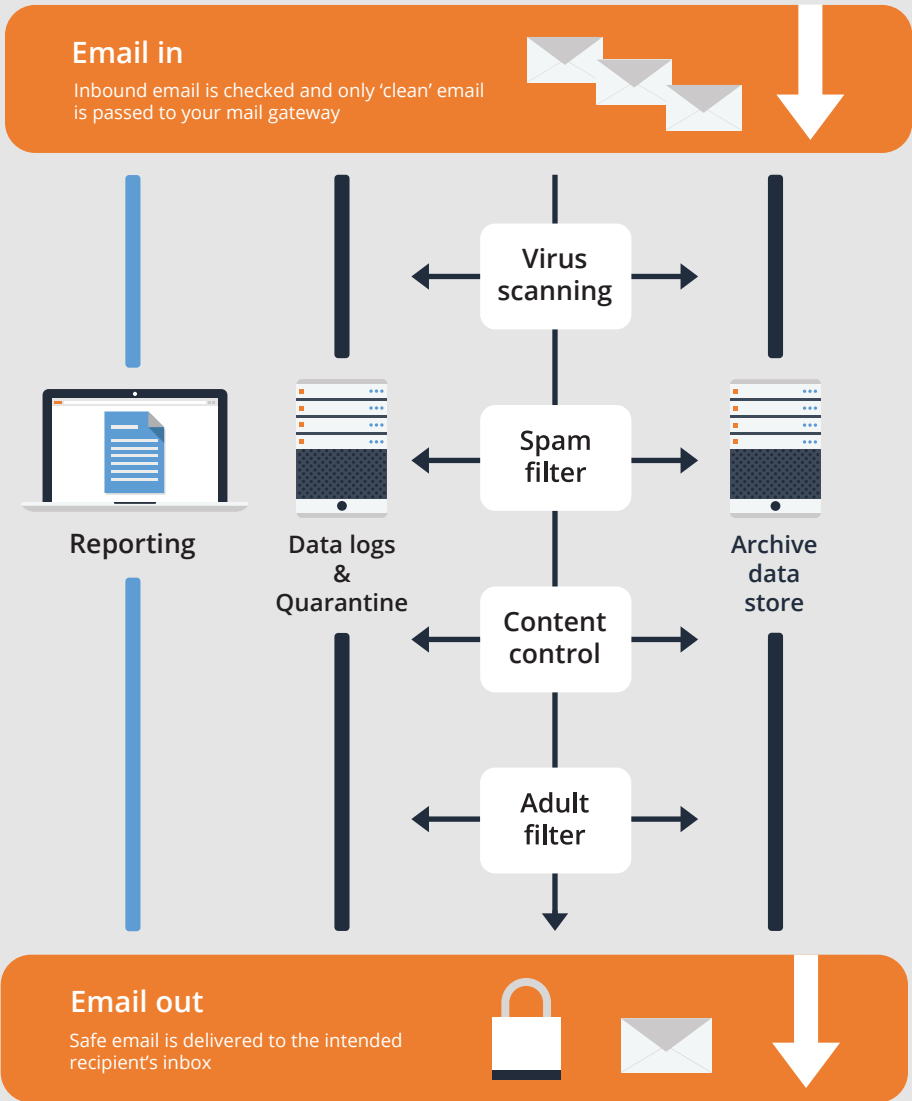 Email in
Inbound email is checked and only ‘clean’ email
is passed to your mail gateway
Virus
scanning
Spam
filter
Reporting
Data logs
&
Quarantine
Archive
data
store
Content
control
Adult
filter
Email out
Safe email is delivered to the intended
recipient’s inbox